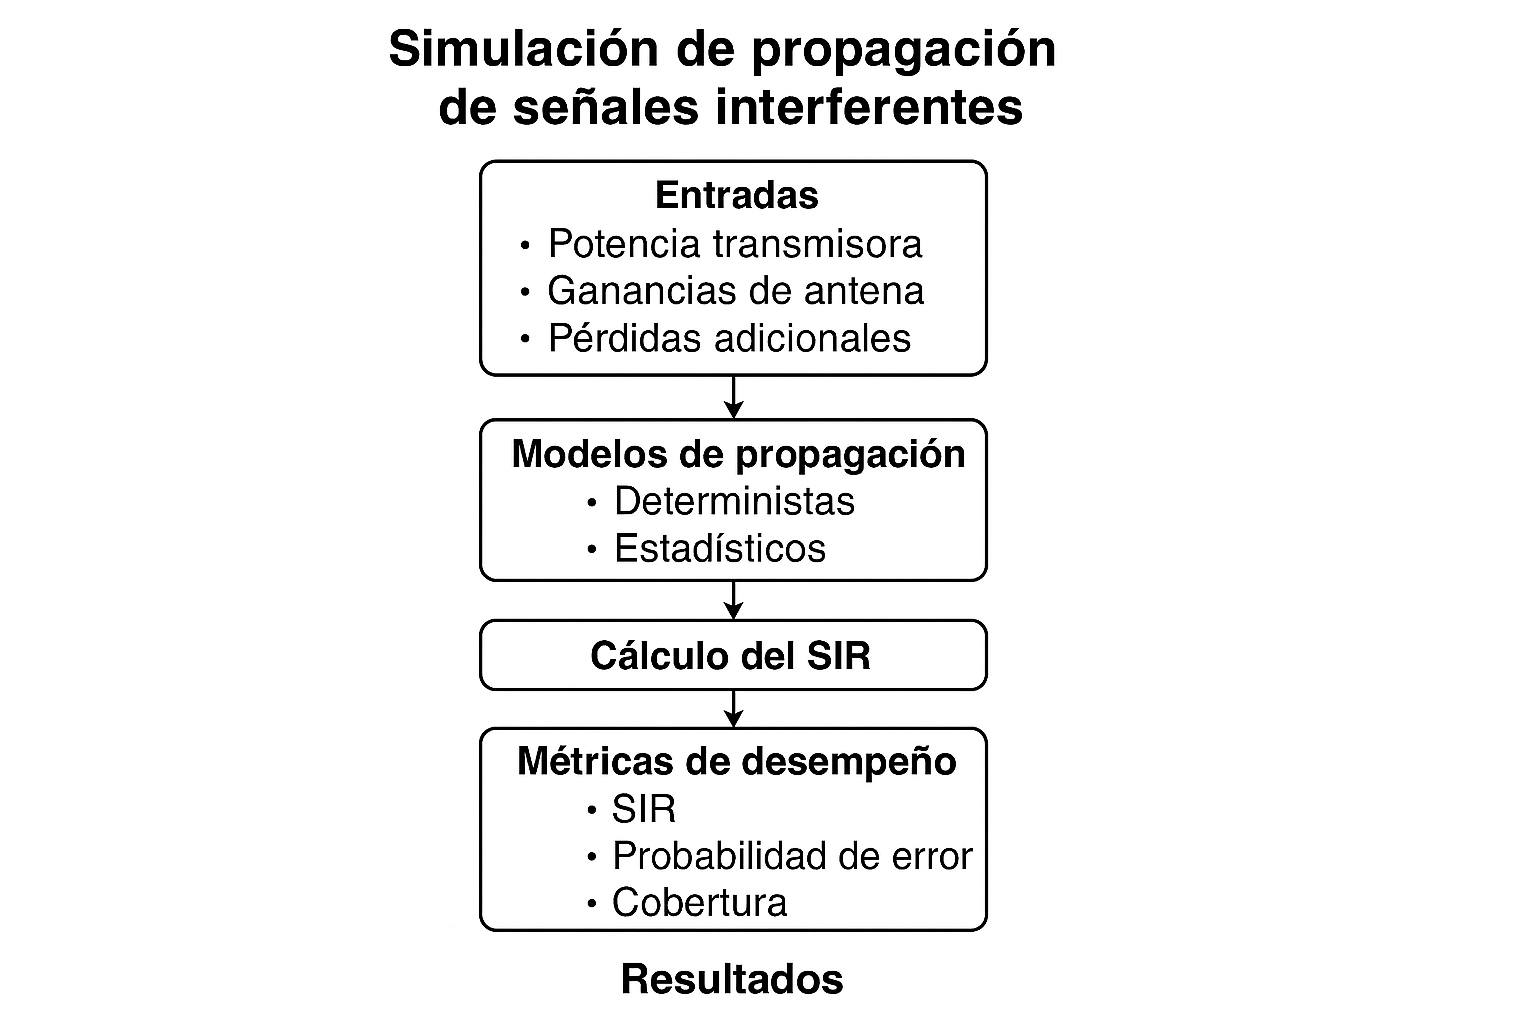 Simulación de propagación
de señales interferentes
Entradas
• Potencia transmisora
• Ganancias de antena
• Pérdidas adicionales
Modelos de propagación
• Deterministas
• Estadísticos
Cálculo del SIR
Métricas de desempeño
• SIR
• Probabilidad de error
• Cobertura
Resultados